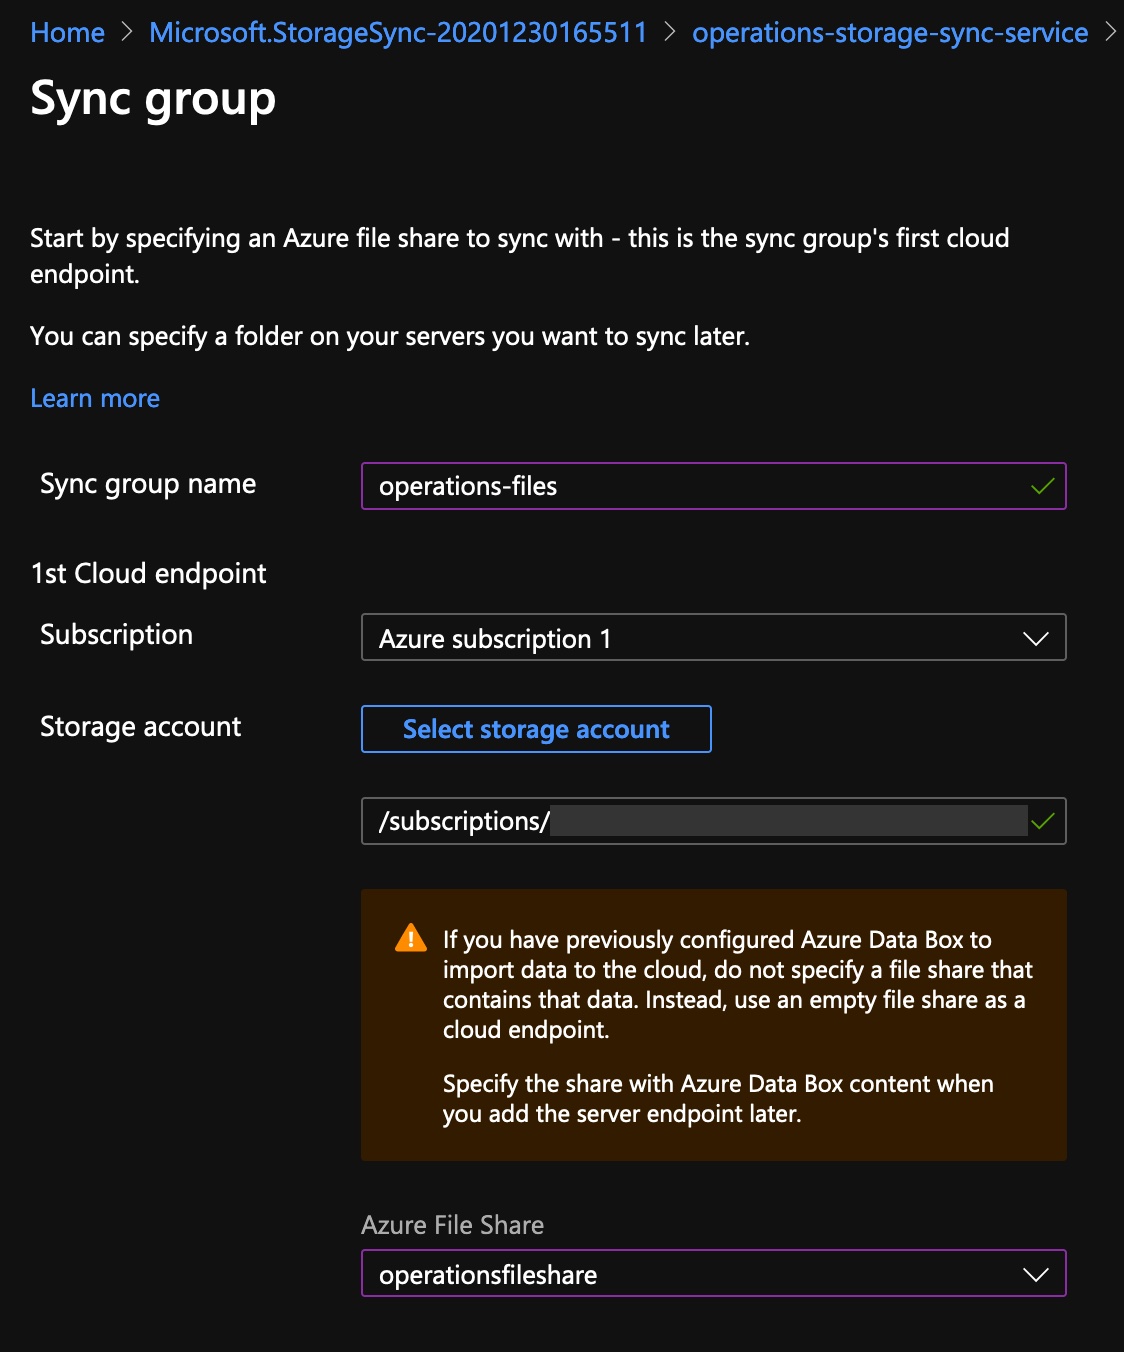 Home > Microsoft.StorageSync-20201230165511 > operations-storage-sync-service >
Sync group
Start by specifying an Azure file share to sync with - this is the sync group's first cloud
endpoint.
You can specify a folder on your servers you want to sync later.
Learn more
Sync group name
operations-files
1st Cloud endpoint
Subscription
Azure subscription 1
Storage account
Select storage account
/subscriptions/
If you have previously configured Azure Data Box to
import data to the cloud, do not specify a file share that
contains that data. Instead, use an empty file share as a
cloud endpoint.
Specify the share with Azure Data Box content when
you add the server endpoint later.
Azure File Share
operationsfileshare